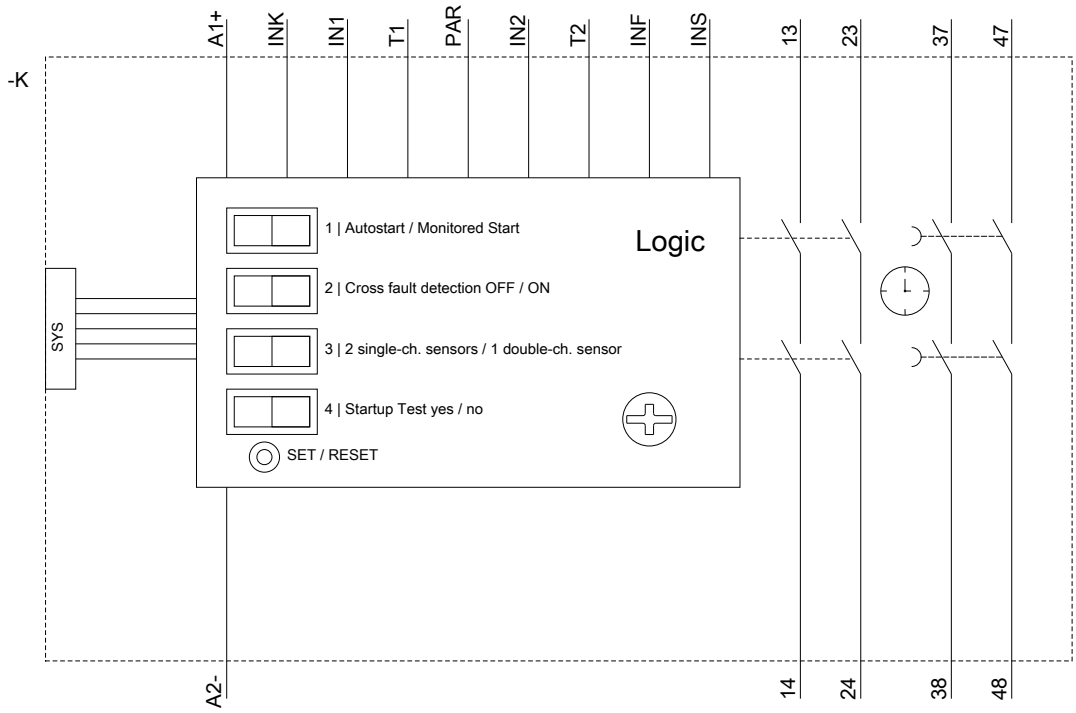 A1+
INK
IN1
T1
PAR
IN2
T2
INF
INS
13
23
37
47
-K
1 | Autostart / Monitored Start
Logic
2 | Cross fault detection OFF / ON
SYS
3 | 2 single-ch. sensors / 1 double-ch. sensor
4 | Startup Test yes / no
SET / RESET
A2-
14
24
38
48